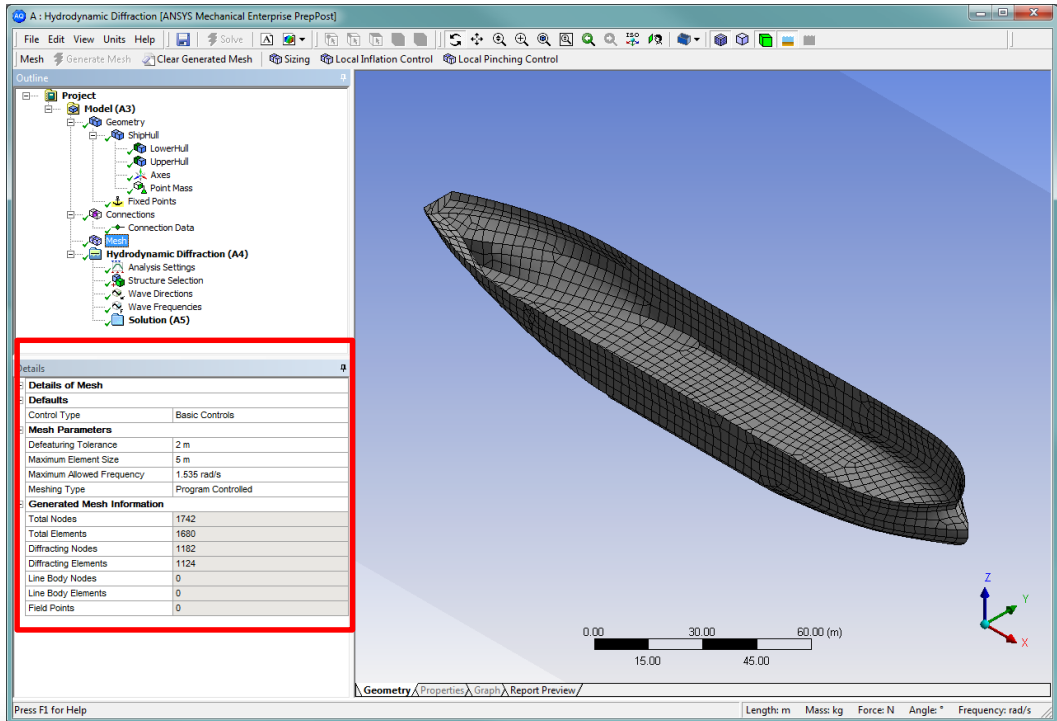 A : Hydrodynamic Diffraction [ANSYS Mechanical Enterprise PrepPost]
File Edit View Units Help Solve
Mesh Generate Mesh Clear Generated Mesh Sizing Local Inflation Control Local Pinching Control
Outline
Project
Model (A3)
Geometry
ShipHull
LowerHull
UpperHull
Axes
Point Mass
Fixed Points
Connections
Connection Data
Mesh
Hydrodynamic Diffraction (A4)
Analysis Settings
Structure Selection
Wave Directions
Wave Frequencies
Solution (A5)
Details
Details of Mesh
Defaults
Control Type Basic Controls
Mesh Parameters
Defeaturing Tolerance 2 m
Maximum Element Size 5 m
Maximum Allowed Frequency 1.535 rad/s
Meshing Type Program Controlled
Generated Mesh Information
Total Nodes 1742
Total Elements 1680
Diffracting Nodes 1182
Diffracting Elements 1124
Line Body Nodes 0
Line Body Elements 0
Field Points 0
Z
Y
X
0.00 30.00 60.00 (m)
15.00 45.00
Geometry Properties Graph Report Preview
Press F1 for Help Length: m Mass: kg Force: N Angle: ° Frequency: rad/s